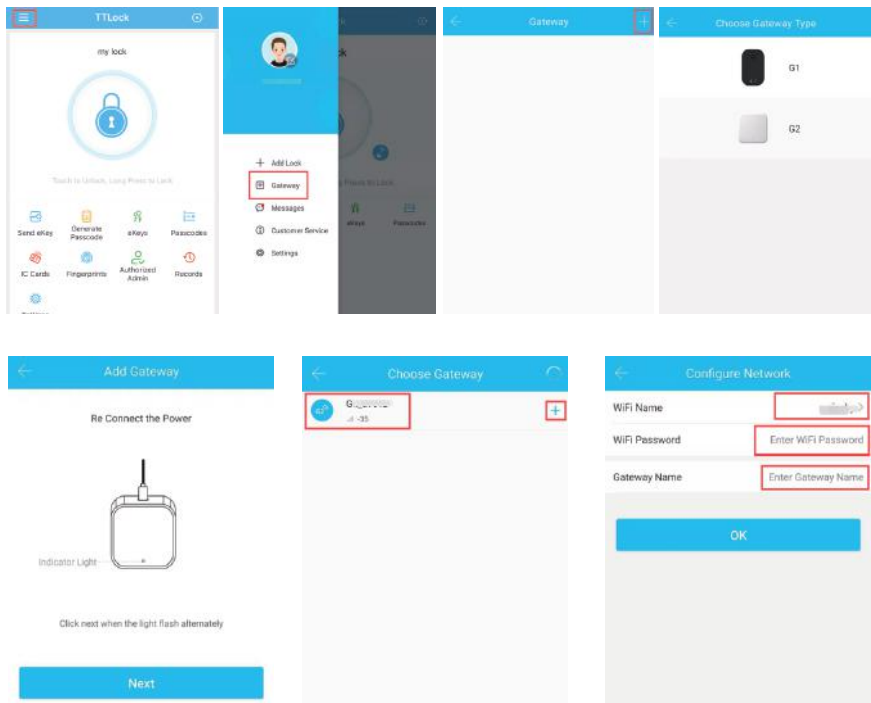 TTLock
my lock
Touch to Unlock, Long Press to Lock
Send eKey
Generate
Passcode
eKeys
Passcodes
IC Cards
Fingerprints
Authorized
Admin
Records
Add Lock
Gateway
Messages
Customer Service
Settings
eKeys
Passcodes
Gateway
Choose Gateway Type
G1
G2
Add Gateway
Re Connect the Power
Indicator Light
Click next when the light flash alternately
Next
Choose Gateway
G2
-35
Configure Network
WiFi Name
WiFi Password
Enter WiFi Password
Gateway Name
Enter Gateway Name
OK